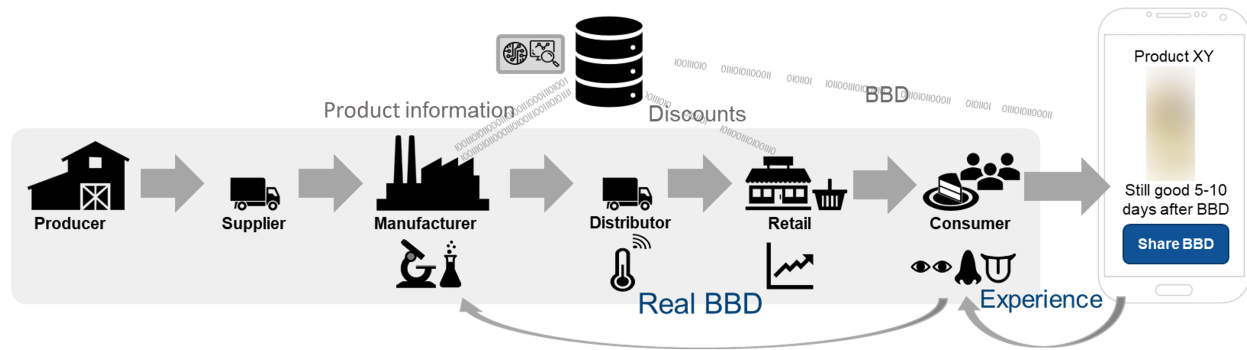 Product XY
Product information
Discounts
BBD
Still good 5-10
days after BBD
Share BBD
Producer
Supplier
Manufacturer
Distributor
Retail
Consumer
Real BBD
Experience